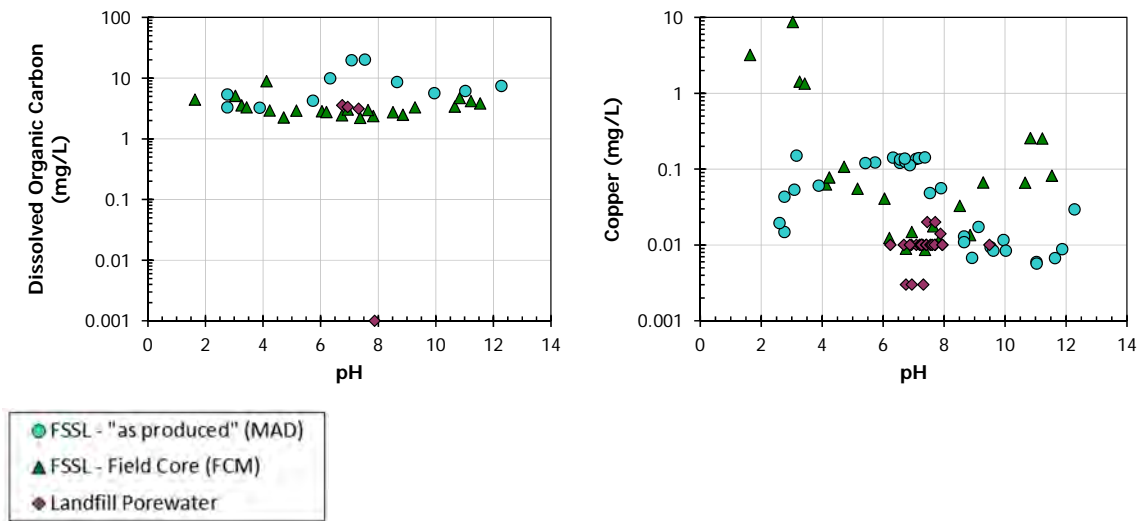 Dissolved Organic Carbon
(mg/L)
100
10
1
0.1
0.01
0.001
0 2 4 6 8 10 12 14
pH
Copper (mg/L)
10
1
0.1
0.01
0.001
0 2 4 6 8 10 12 14
pH
FSSL - "as produced" (MAD)
FSSL - Field Core (FCM)
Landfill Porewater